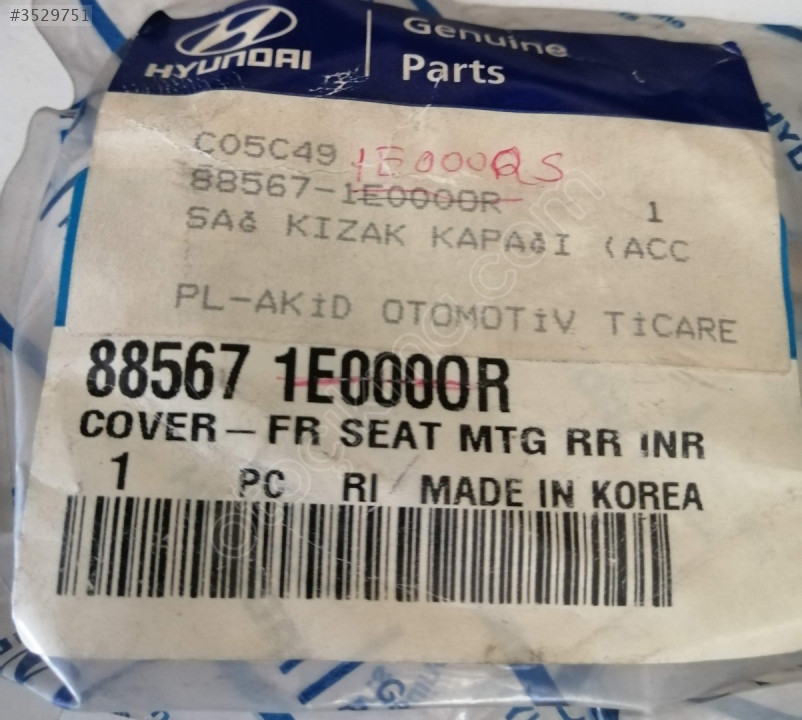 #3529751
HYUNDAI
Genuine
Parts
C05C49
1E000QS
88567-1E0000R
1
SAğ KIZAK KAPAğI (ACC
PL-AKİD OTOMOTİV TİCARE
88567 1E0000R
COVER-FR SEAT MTG RR INR
1 PC RI MADE IN KOREA